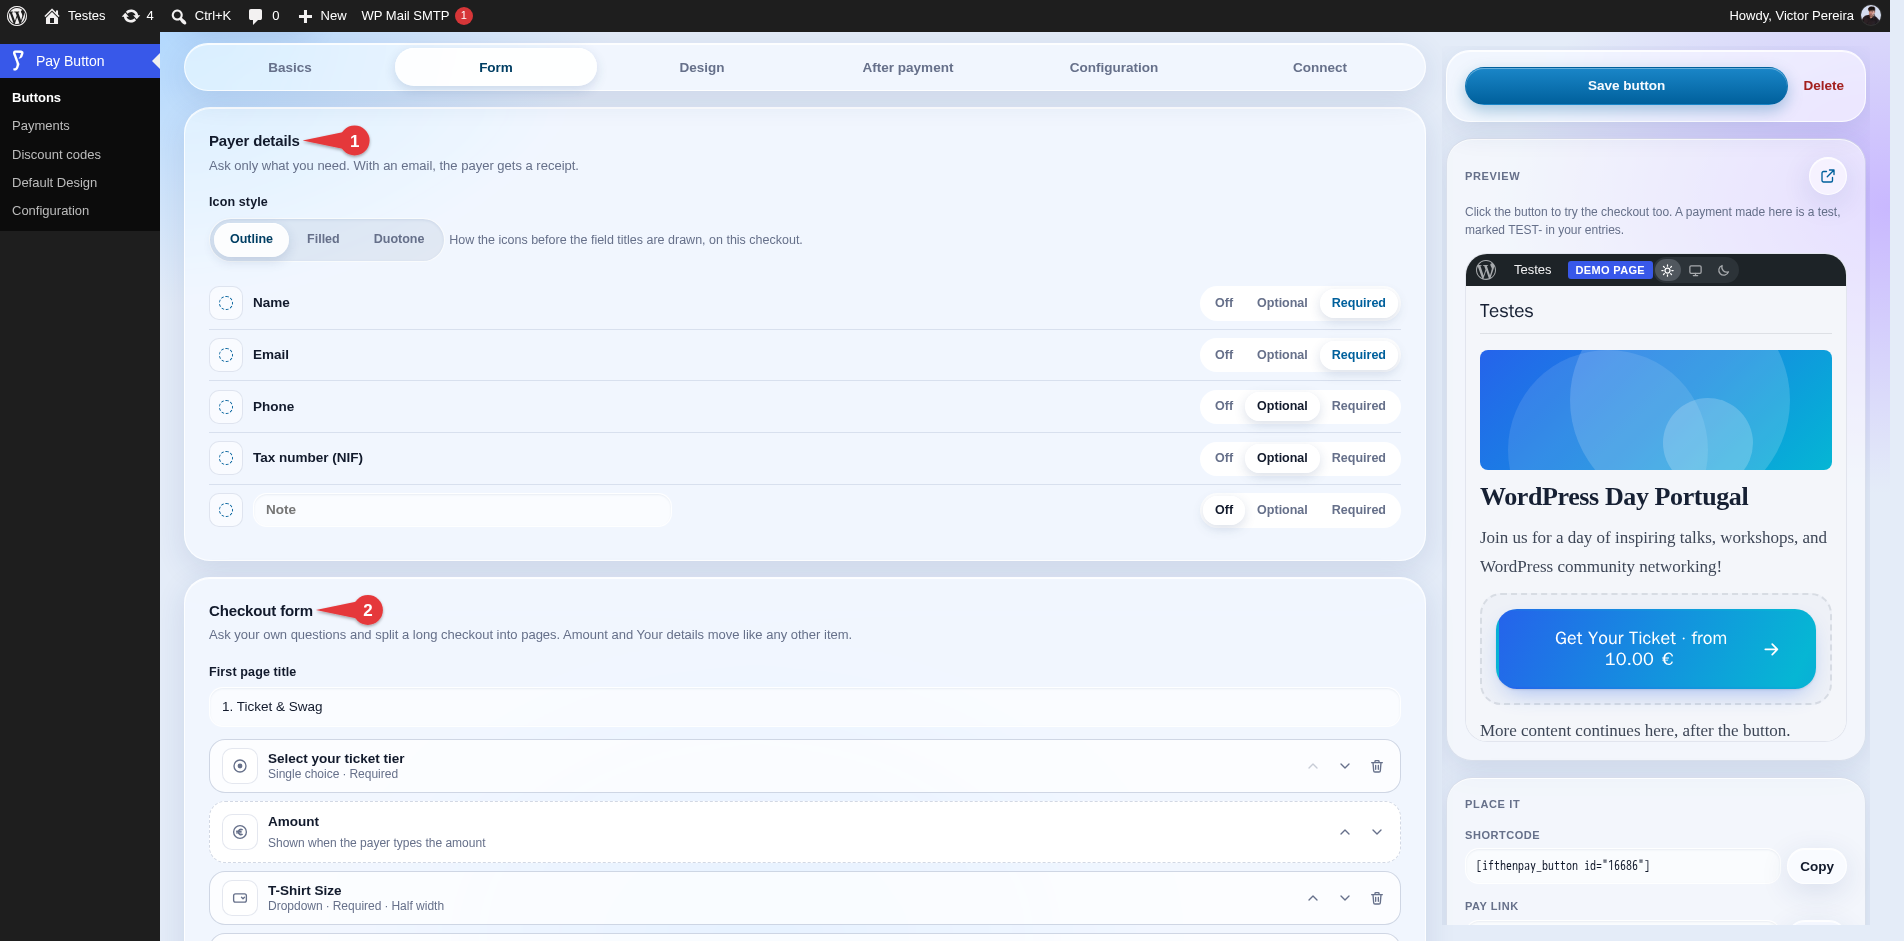 Testes
4
Ctrl+K
0
New
WP Mail SMTP
1
Howdy, Victor Pereira
Pay Button
Buttons
Payments
Discount codes
Default Design
Configuration
Basics
Form
Design
After payment
Configuration
Connect
Payer details
1
Ask only what you need. With an email, the payer gets a receipt.
Icon style
Outline
Filled
Duotone
How the icons before the field titles are drawn, on this checkout.
Name
Off
Optional
Required
Email
Off
Optional
Required
Phone
Off
Optional
Required
Tax number (NIF)
Off
Optional
Required
Note
Off
Optional
Required
Checkout form
2
Ask your own questions and split a long checkout into pages. Amount and Your details move like any other item.
First page title
1. Ticket & Swag
Select your ticket tier
Single choice · Required
Amount
Shown when the payer types the amount
T-Shirt Size
Dropdown · Required · Half width
Save button
Delete
PREVIEW
Click the button to try the checkout too. A payment made here is a test,
marked TEST- in your entries.
Testes
DEMO PAGE
Testes
WordPress Day Portugal
Join us for a day of inspiring talks, workshops, and
WordPress community networking!
Get Your Ticket · from
10.00 €
More content continues here, after the button.
PLACE IT
SHORTCODE
[ifthenpay_button id="16686"]
Copy
PAY LINK